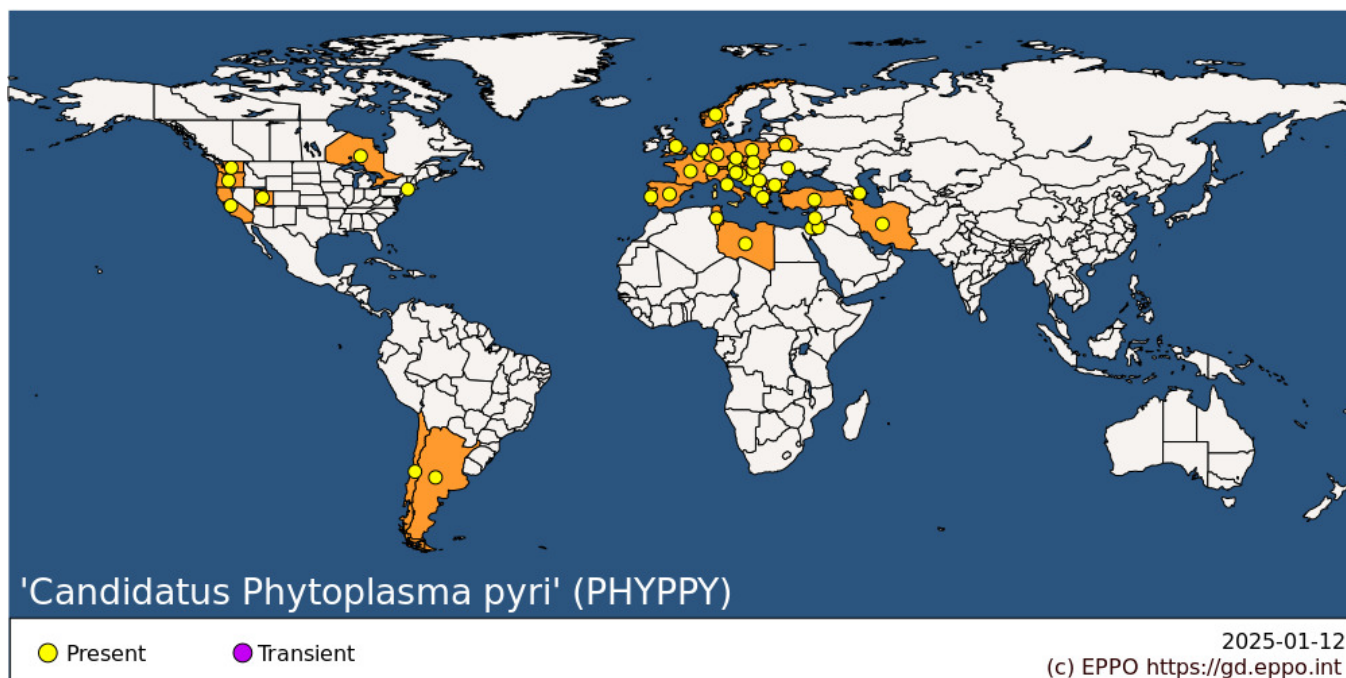 'Candidatus Phytoplasma pyri' (PHYPPY)
Present
Transient
2025-01-12
(c) EPPO https://gd.eppo.int